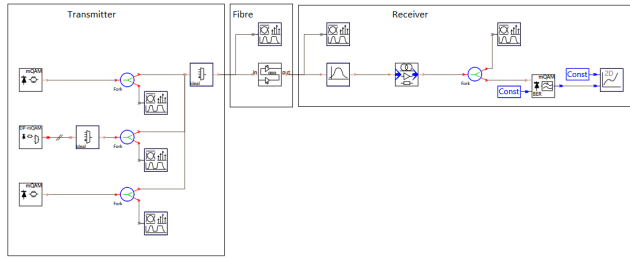 Transmitter
Fibre
Receiver
mQAM
Fork
Ideal
in
out
Fork
Const
Const
mQAM
BER
2D
DP mQAM
Ideal
Fork
mQAM
Fork